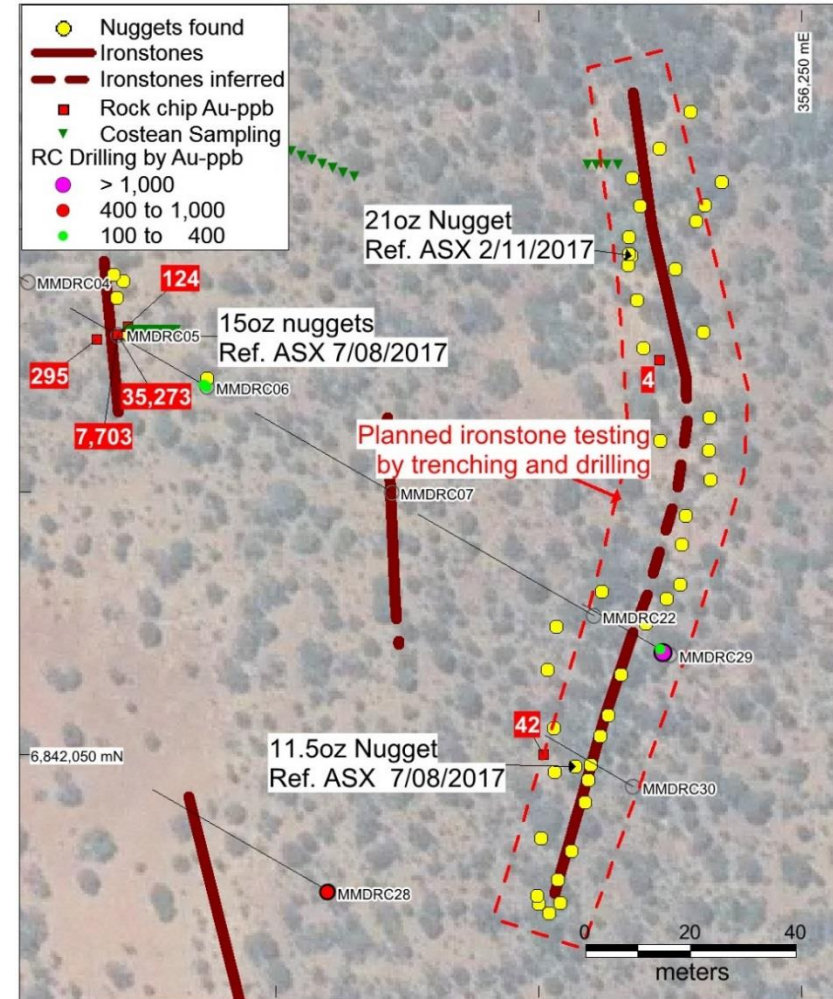 Nuggets found
Ironstones
Ironstones inferred
Rock chip Au-ppb
Costean Sampling
RC Drilling by Au-ppb
> 1,000
400 to 1,000
100 to 400
356,250 mE
21oz Nugget
Ref. ASX 2/11/2017
MMDRC04
124
15oz nuggets
Ref. ASX 7/08/2017
MMDRC05
295
35,273
MMDRC06
7,703
4
Planned ironstone testing
by trenching and drilling
MMDRC07
MMDRC22
MMDRC29
42
11.5oz Nugget
Ref. ASX 7/08/2017
6,842,050 mN
MMDRC30
MMDRC28
0 20 40
meters